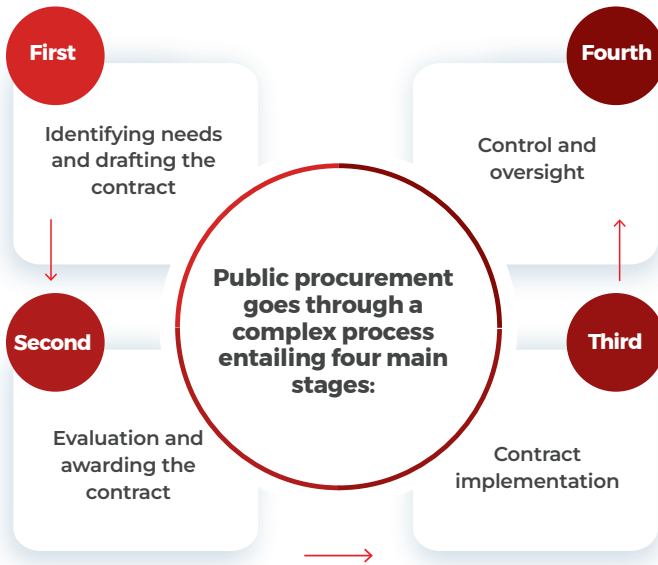 Public procurement
goes through a
complex process
entailing four main
stages:
First
Identifying needs
and drafting the
contract
Second
Evaluation and
awarding the
contract
Third
Contract
implementation
Fourth
Control and
oversight